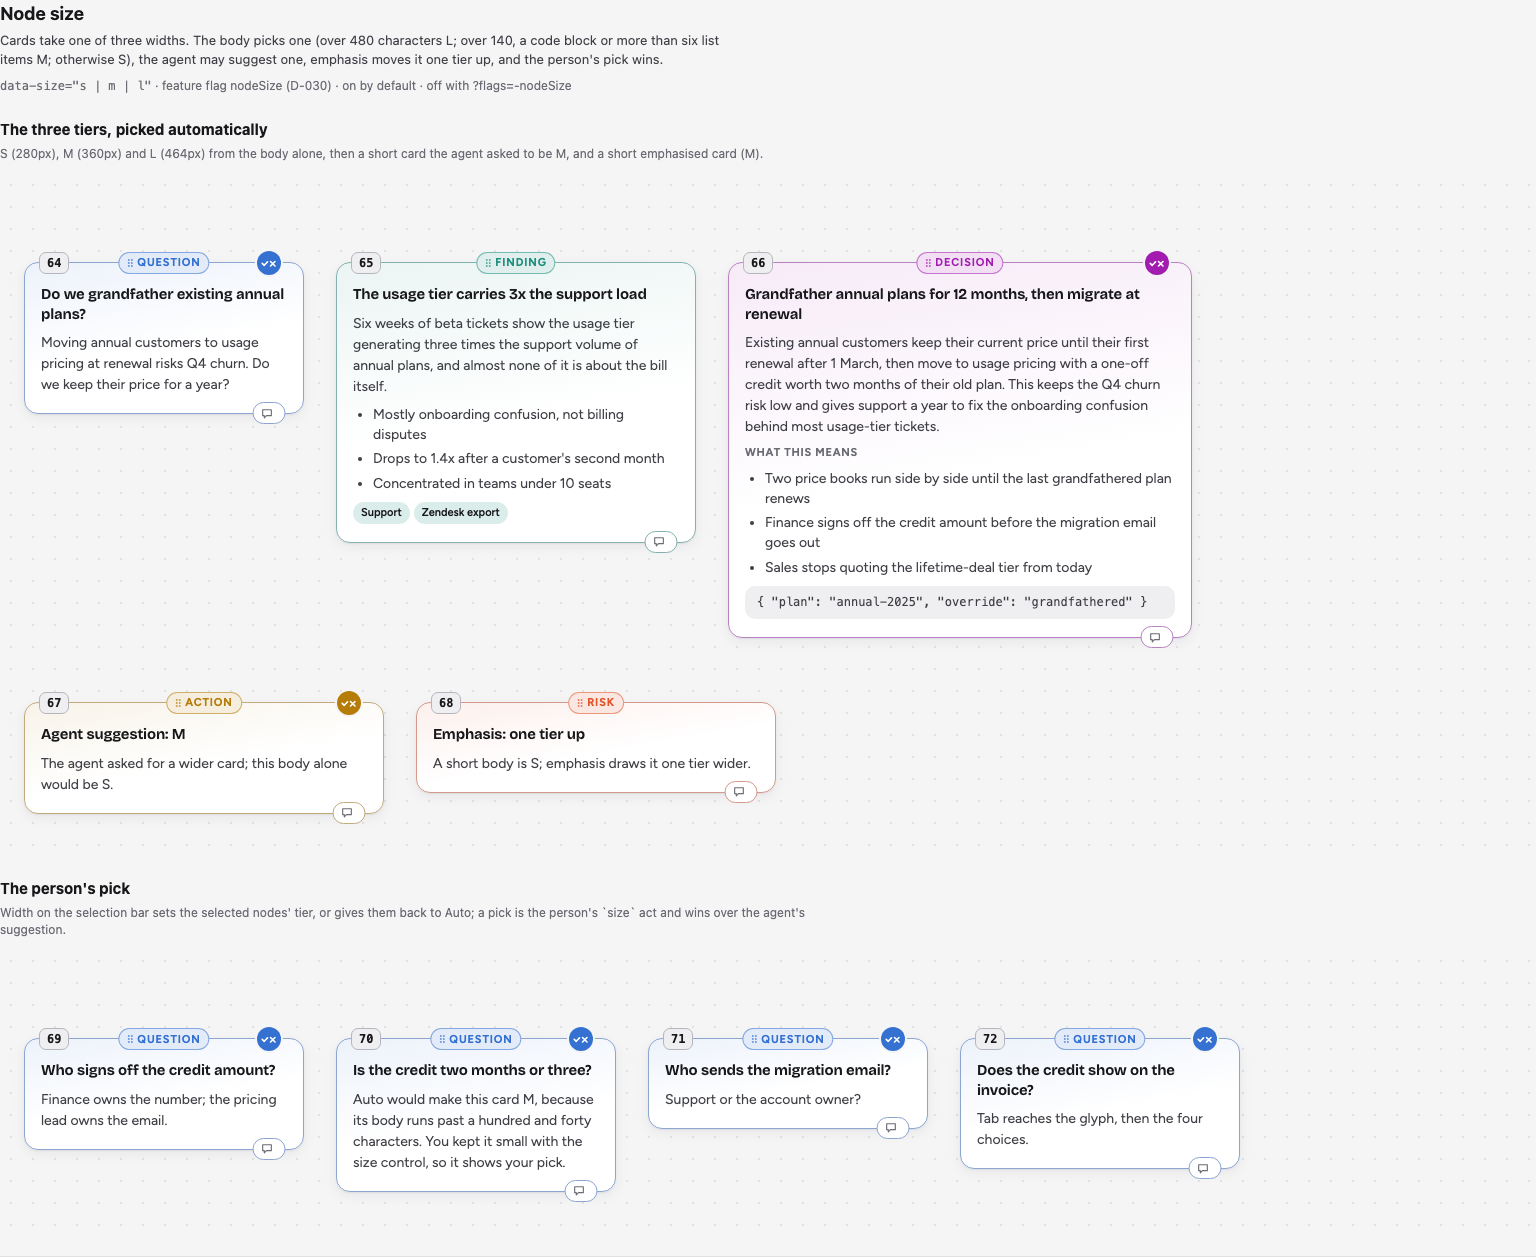 Node size
Cards take one of three widths. The body picks one (over 480 characters L; over 140, a code block or more than six list
items M; otherwise S), the agent may suggest one, emphasis moves it one tier up, and the person's pick wins.
data-size="s | m | l" · feature flag nodeSize (D-030) · on by default · off with ?flags=-nodeSize
The three tiers, picked automatically
S (280px), M (360px) and L (464px) from the body alone, then a short card the agent asked to be M, and a short emphasised card (M).
64
QUESTION
Do we grandfather existing annual
plans?
Moving annual customers to usage
pricing at renewal risks Q4 churn. Do
we keep their price for a year?
65
FINDING
The usage tier carries 3x the support load
Six weeks of beta tickets show the usage tier
generating three times the support volume of
annual plans, and almost none of it is about the bill
itself.
• Mostly onboarding confusion, not billing
disputes
• Drops to 1.4x after a customer's second month
• Concentrated in teams under 10 seats
Support Zendesk export
66
DECISION
Grandfather annual plans for 12 months, then migrate at
renewal
Existing annual customers keep their current price until their first
renewal after 1 March, then move to usage pricing with a one-off
credit worth two months of their old plan. This keeps the Q4 churn
risk low and gives support a year to fix the onboarding confusion
behind most usage-tier tickets.
WHAT THIS MEANS
• Two price books run side by side until the last grandfathered plan
renews
• Finance signs off the credit amount before the migration email
goes out
• Sales stops quoting the lifetime-deal tier from today
{ "plan": "annual-2025", "override": "grandfathered" }
67
ACTION
Agent suggestion: M
The agent asked for a wider card; this body alone
would be S.
68
RISK
Emphasis: one tier up
A short body is S; emphasis draws it one tier wider.
The person's pick
Width on the selection bar sets the selected nodes' tier, or gives them back to Auto; a pick is the person's `size` act and wins over the agent's
suggestion.
69
QUESTION
Who signs off the credit amount?
Finance owns the number; the pricing
lead owns the email.
70
QUESTION
Is the credit two months or three?
Auto would make this card M, because
its body runs past a hundred and forty
characters. You kept it small with the
size control, so it shows your pick.
71
QUESTION
Who sends the migration email?
Support or the account owner?
72
QUESTION
Does the credit show on the
invoice?
Tab reaches the glyph, then the four
choices.